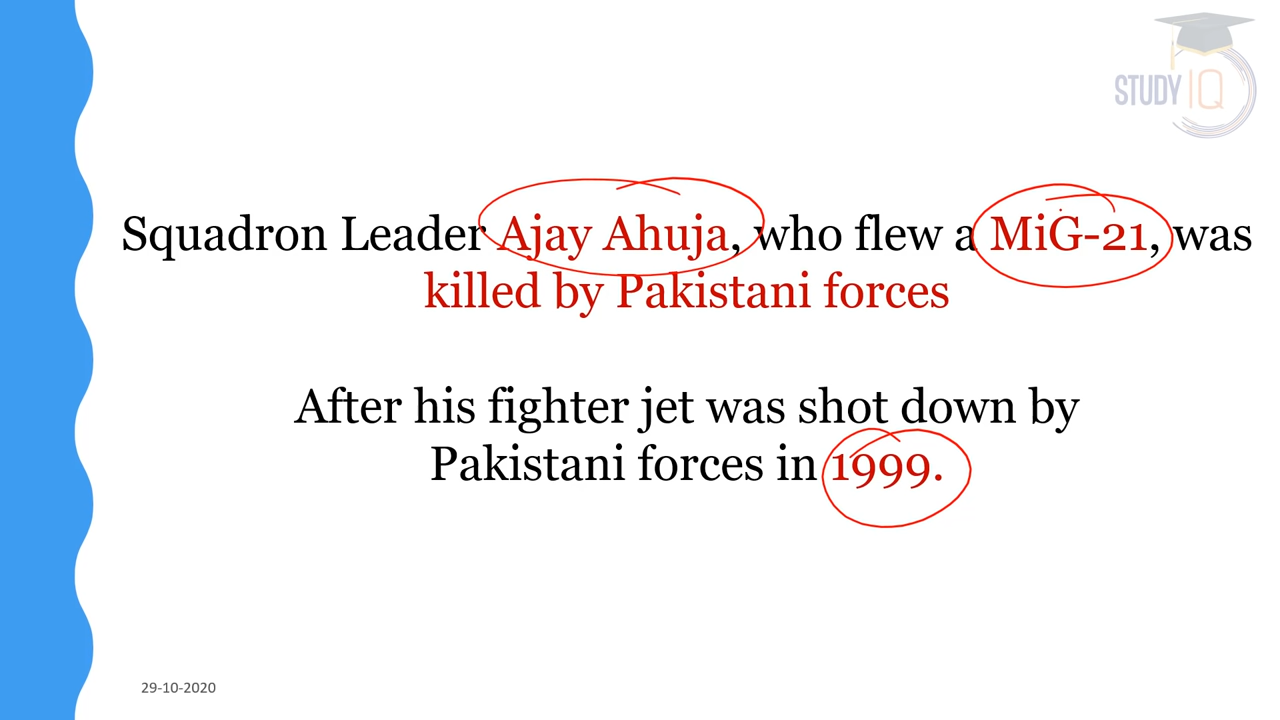 STUDY IQ
Squadron Leader Ajay Ahuja, who flew a MiG-21, was
killed by Pakistani forces
After his fighter jet was shot down by
Pakistani forces in 1999.
29-10-2020